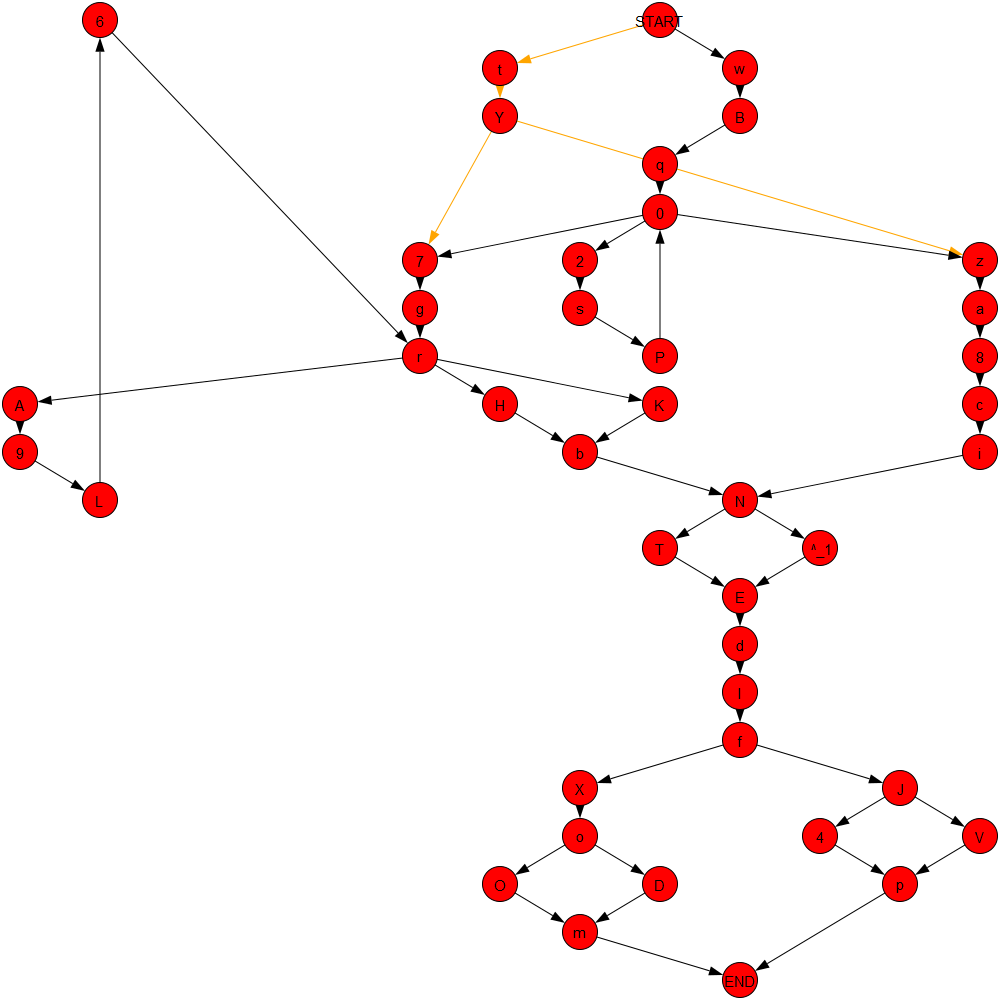 6 START
t w
Y B
q
0
7 2 z
g s a
r P 8
A H K c
9 b i
L N
T ^_1
E
d
l
f
X J
o 4 V
O D p
m
END